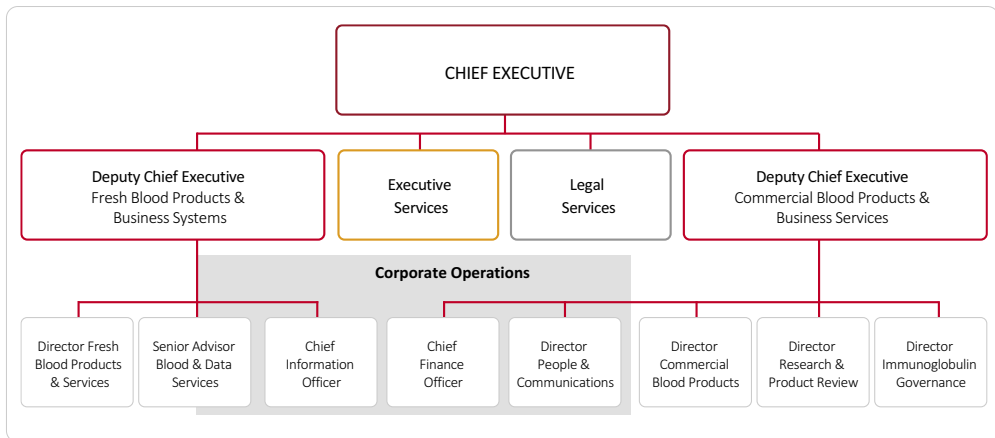 CHIEF EXECUTIVE
Deputy Chief Executive
Fresh Blood Products &
Business Systems
Executive
Services
Legal
Services
Deputy Chief Executive
Commercial Blood Products &
Business Services
Corporate Operations
Director Fresh
Blood Products
& Services
Senior Advisor
Blood & Data
Services
Chief
Information
Officer
Chief
Finance
Officer
Director
People &
Communications
Director
Commercial
Blood Products
Director
Research &
Product Review
Director
Immunoglobulin
Governance